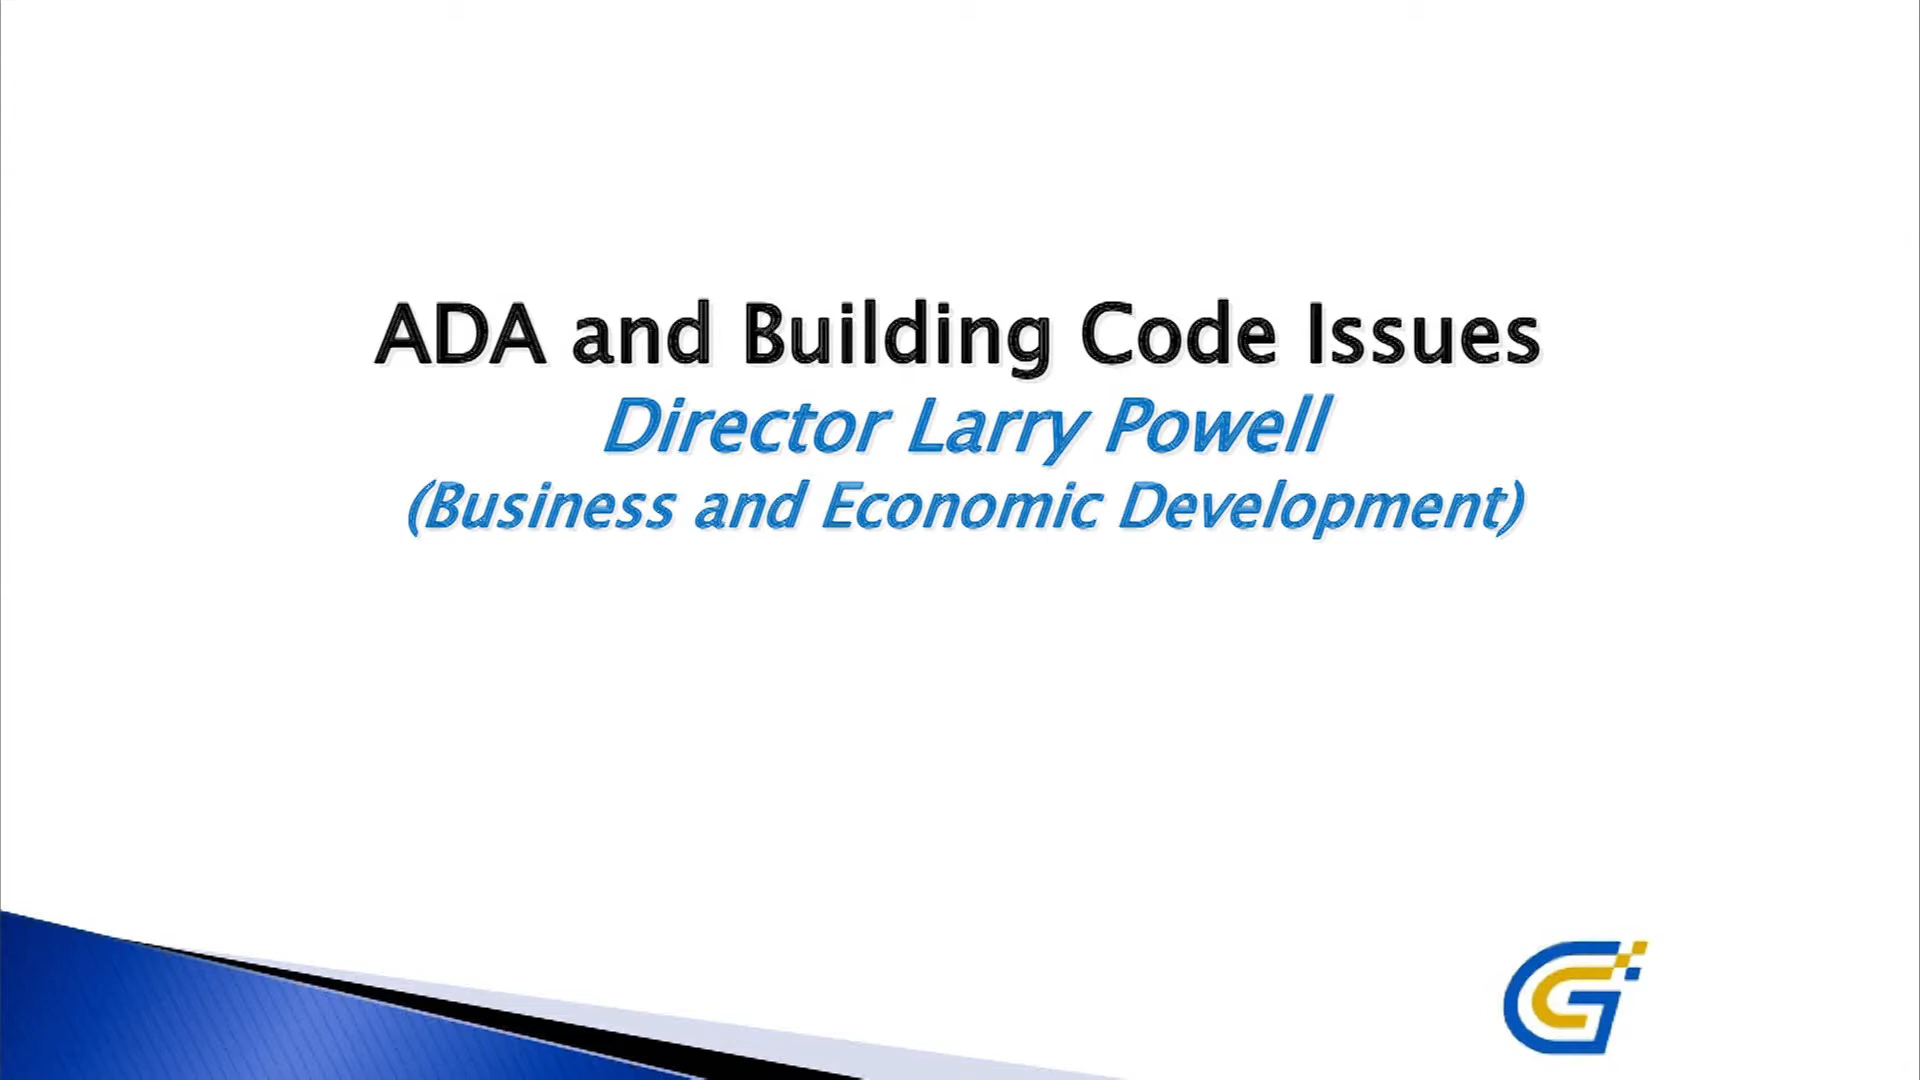 ADA and Building Code Issues
Director Larry Powell
(Business and Economic Development)